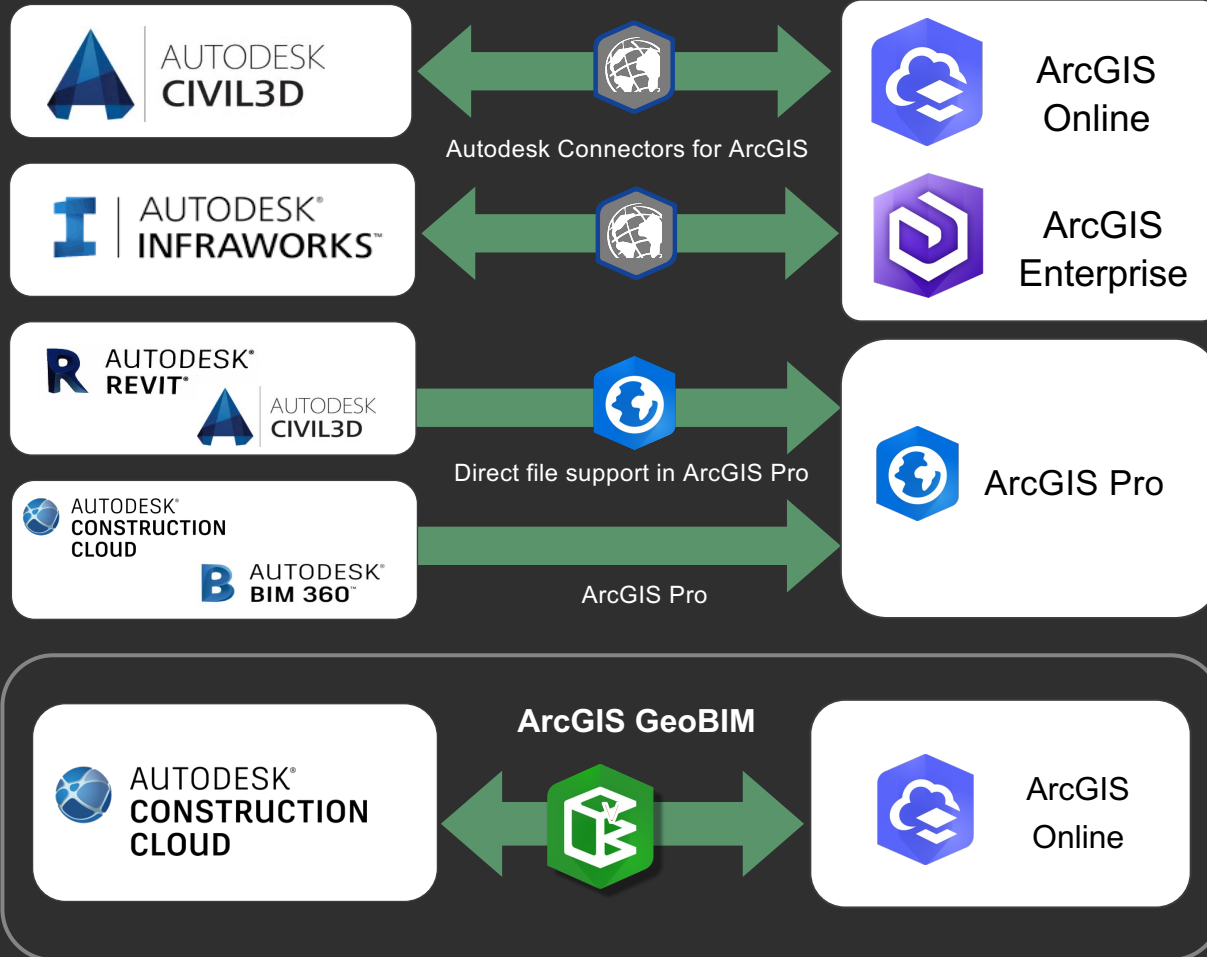 AUTODESK
CIVIL3D
Autodesk Connectors for ArcGIS
ArcGIS
Online
AUTODESK®
INFRAWORKS™
ArcGIS
Enterprise
AUTODESK®
REVIT®
AUTODESK
CIVIL3D
Direct file support in ArcGIS Pro
ArcGIS Pro
AUTODESK®
CONSTRUCTION
CLOUD
AUTODESK®
BIM 360™
ArcGIS Pro
ArcGIS GeoBIM
AUTODESK®
CONSTRUCTION
CLOUD
ArcGIS
Online